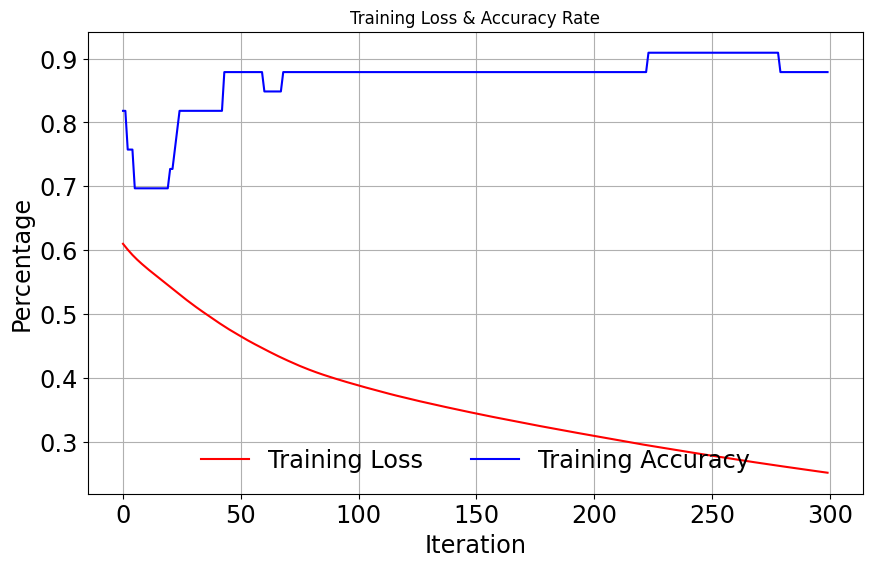 Training Loss & Accuracy Rate
Percentage
0.9
0.8
0.7
0.6
0.5
0.4
0.3
Training Loss
Training Accuracy
0 50 100 150 200 250 300
Iteration